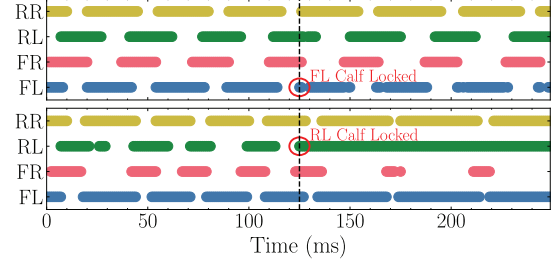 RR
RL
FR
FL Calf Locked
FL
RR
RL Calf Locked
RL
FR
FL
0 50 100 150 200
Time (ms)